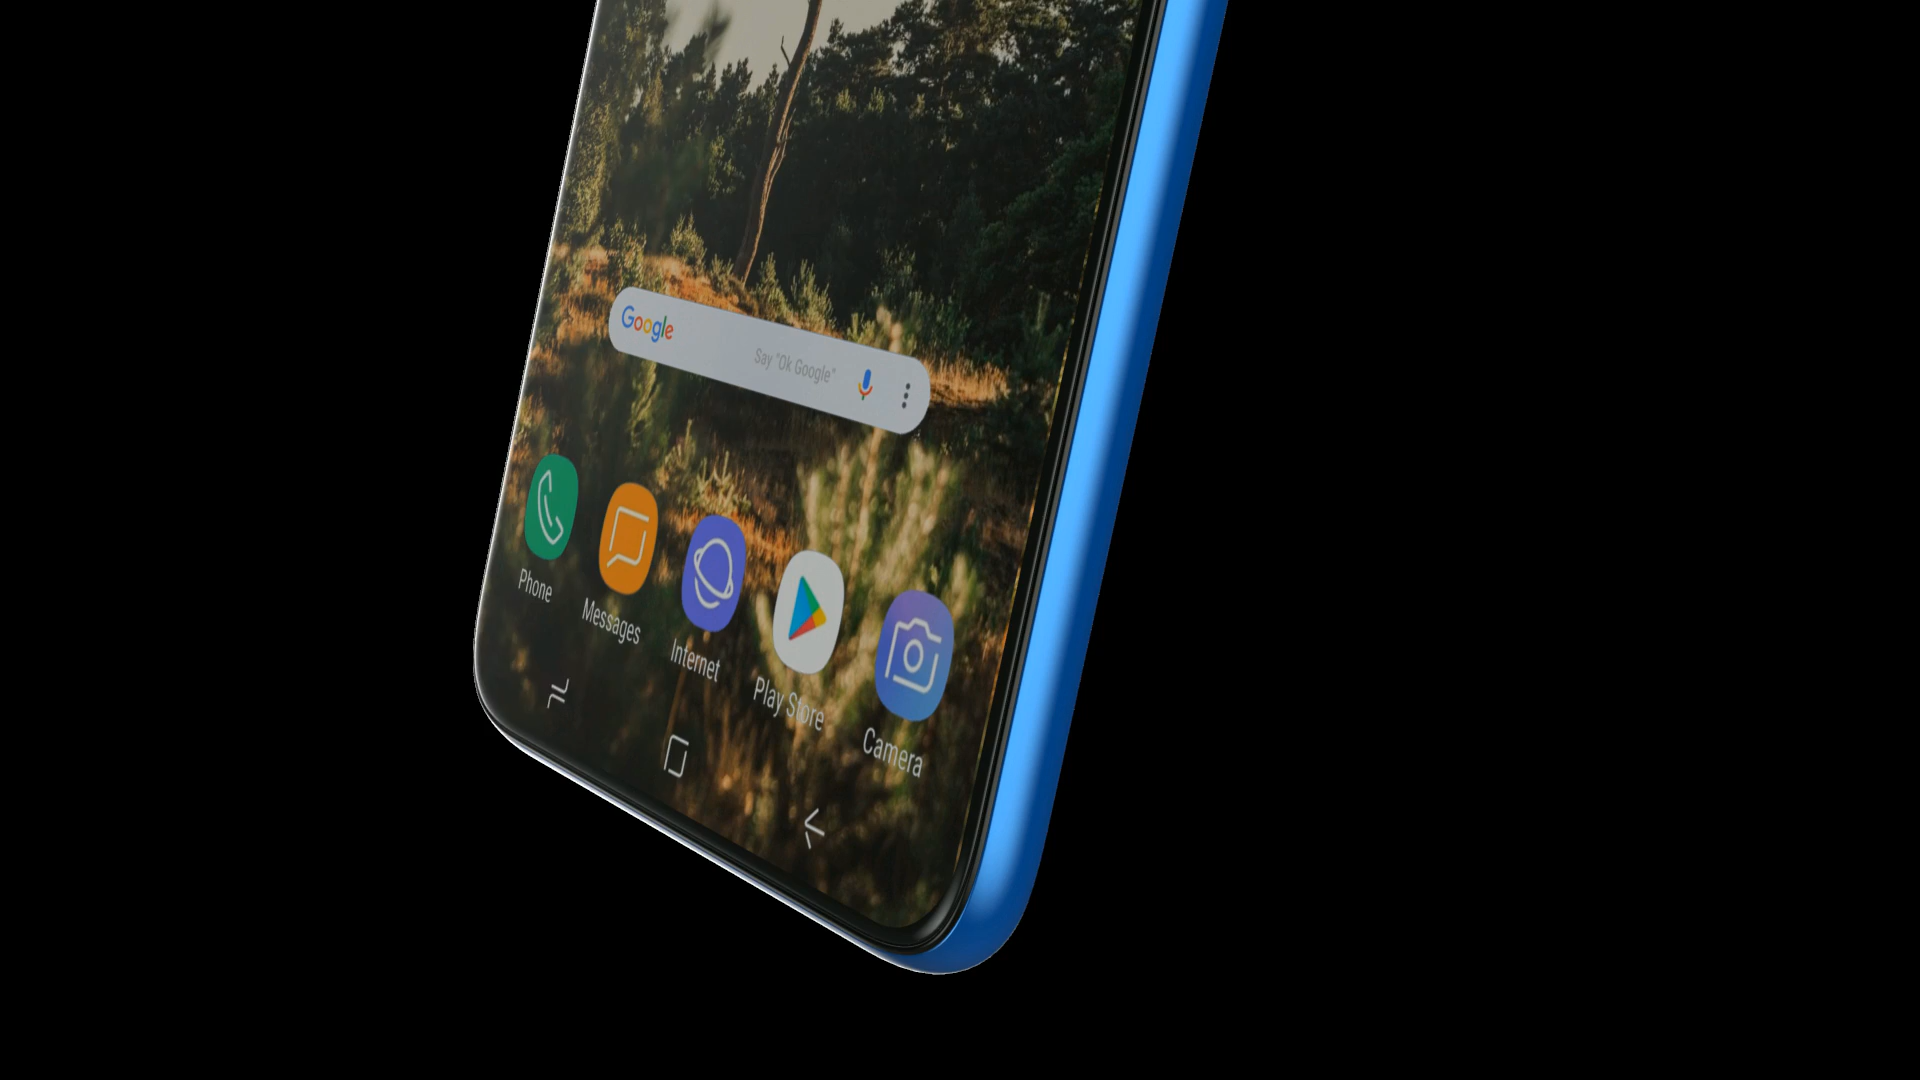 Google
Say "Ok Google"
Phone
Messages
Internet
Play Store
Camera